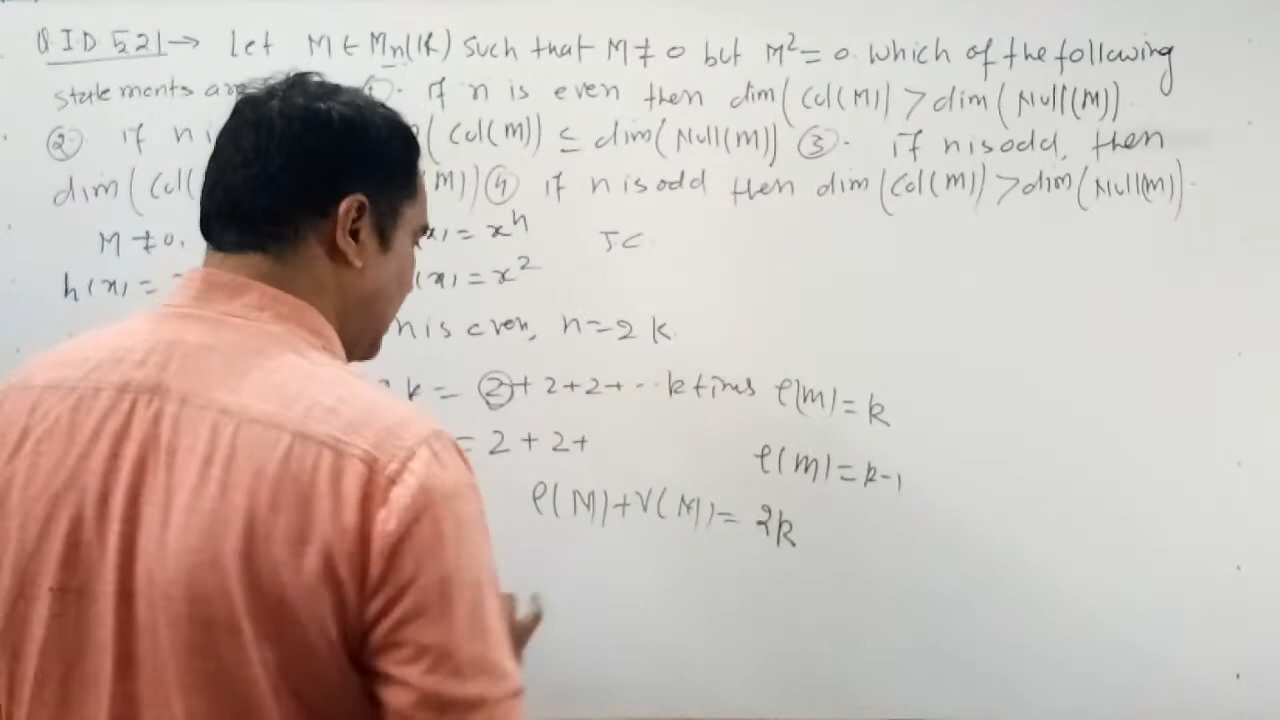 Q.I.D. 521→ Let M ∈ Mn(R) such that M ≠ 0 but M² = 0. which of the following
statements ①. If n is even then dim(Col(M)) > dim(Null(M))
② if n (Col(M)) ≤ dim(Null(M)) ③. if n is odd, then
dim(Col( (M)) ④ if n is odd then dim(Col(M)) > dim(Null(M)).
M ≠ 0. = xⁿ JC.
h(x) = (x) = x²
n is even, n = 2k.
k = 2 + 2 + 2 + ... k times ρ(M) = k
= 2 + 2 + ρ(M) = k-1
ρ(M) + ν(M) = 2k